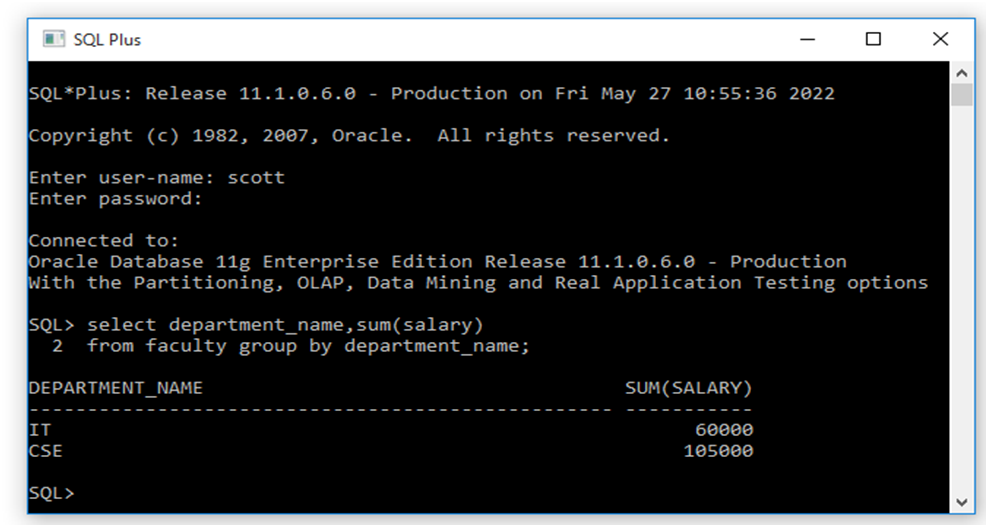 SQL Plus
SQL*Plus: Release 11.1.0.6.0 - Production on Fri May 27 10:55:36 2022
Copyright (c) 1982, 2007, Oracle.  All rights reserved.
Enter user-name: scott
Enter password:
Connected to:
Oracle Database 11g Enterprise Edition Release 11.1.0.6.0 - Production
With the Partitioning, OLAP, Data Mining and Real Application Testing options
SQL> select department_name,sum(salary)
  2  from faculty group by department_name;
DEPARTMENT_NAME                                    SUM(SALARY)
-------------------------------------------------- -----------
IT                                                       60000
CSE                                                     105000
SQL>